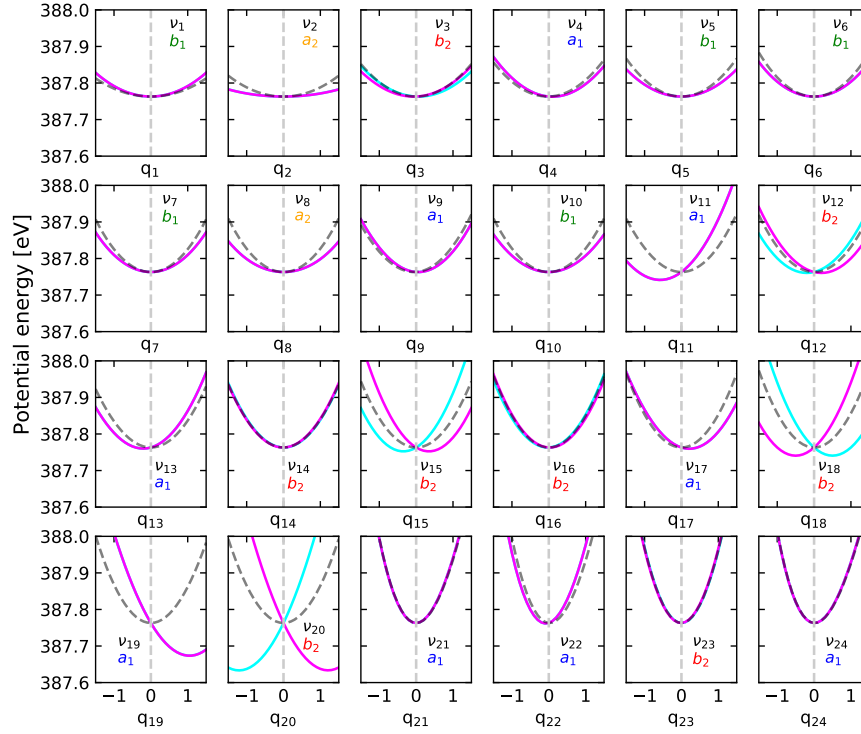 Potential energy [eV]
388.0
387.9
387.8
387.7
387.6
ν1
b1
ν2
a2
ν3
b2
ν4
a1
ν5
b1
ν6
b1
q1
q2
q3
q4
q5
q6
388.0
387.9
387.8
387.7
387.6
ν7
b1
ν8
a2
ν9
a1
ν10
b1
ν11
a1
ν12
b2
q7
q8
q9
q10
q11
q12
388.0
387.9
387.8
387.7
387.6
ν13
a1
ν14
b2
ν15
b2
ν16
b2
ν17
a1
ν18
b2
q13
q14
q15
q16
q17
q18
388.0
387.9
387.8
387.7
387.6
ν19
a1
ν20
b2
ν21
a1
ν22
a1
ν23
b2
ν24
a1
−1 0 1
−1 0 1
−1 0 1
−1 0 1
−1 0 1
−1 0 1
q19
q20
q21
q22
q23
q24